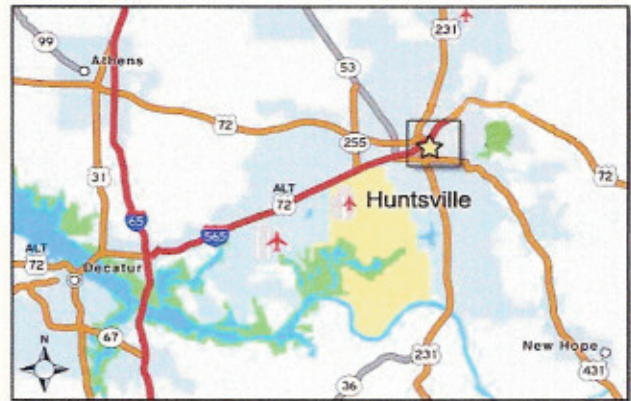 99
Athens
231
53
72
255
31
ALT
72
Huntsville
72
65
565
ALT
72
Decatur
67
N
231
36
New Hope
431